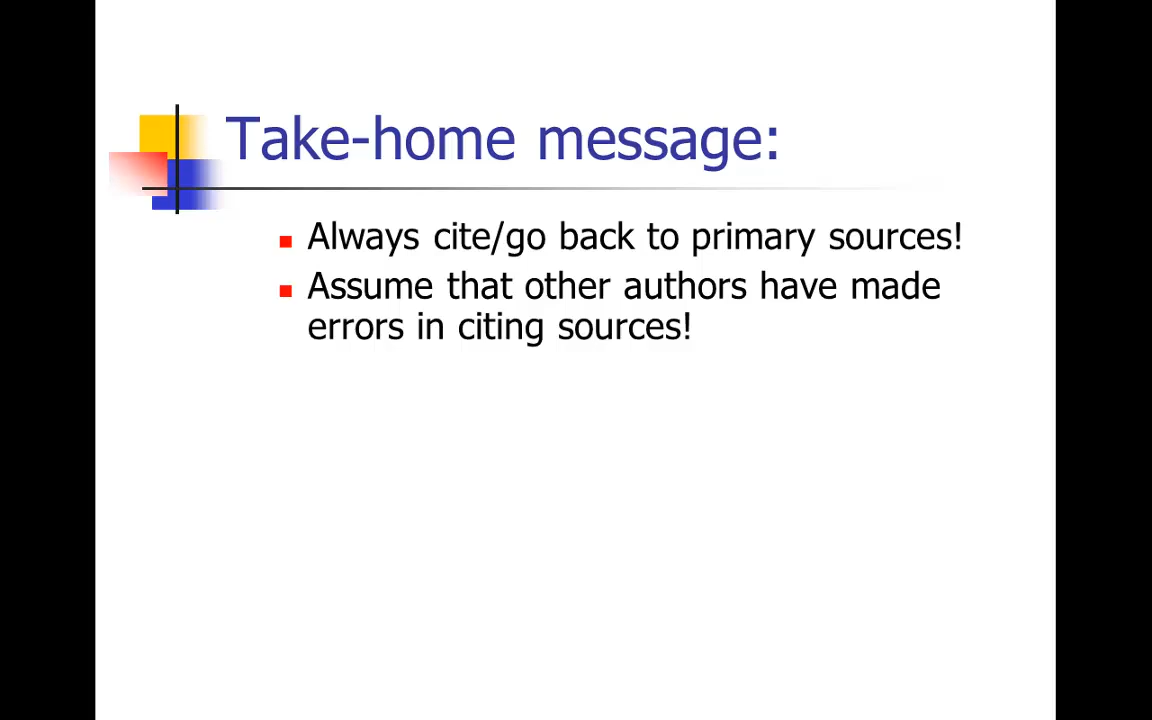 Take-home message:
Always cite/go back to primary sources!
Assume that other authors have made
errors in citing sources!